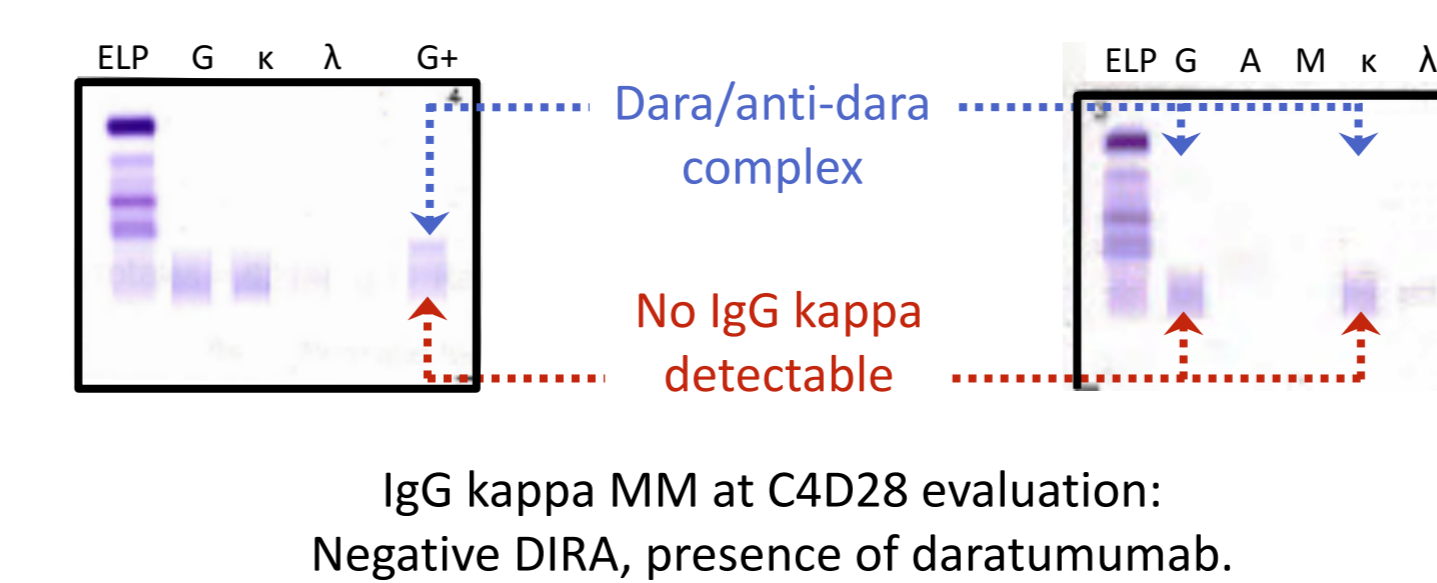 ELP G κ λ G+
ELP G A M κ λ
Dara/anti-dara
complex
No IgG kappa
detectable
IgG kappa MM at C4D28 evaluation:
Negative DIRA, presence of daratumumab.